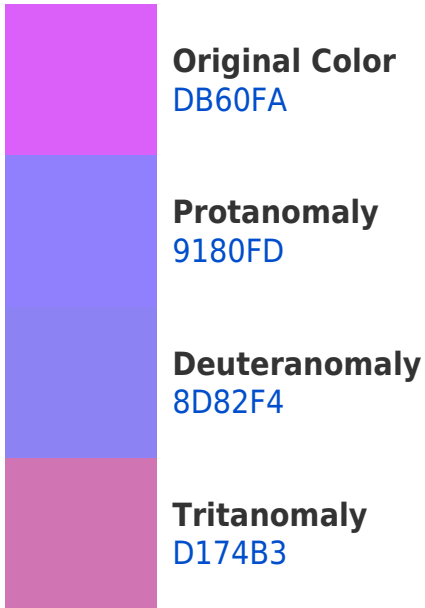 Original Color
DB60FA
Protanomaly
9180FD
Deuteranomaly
8D82F4
Tritanomaly
D174B3